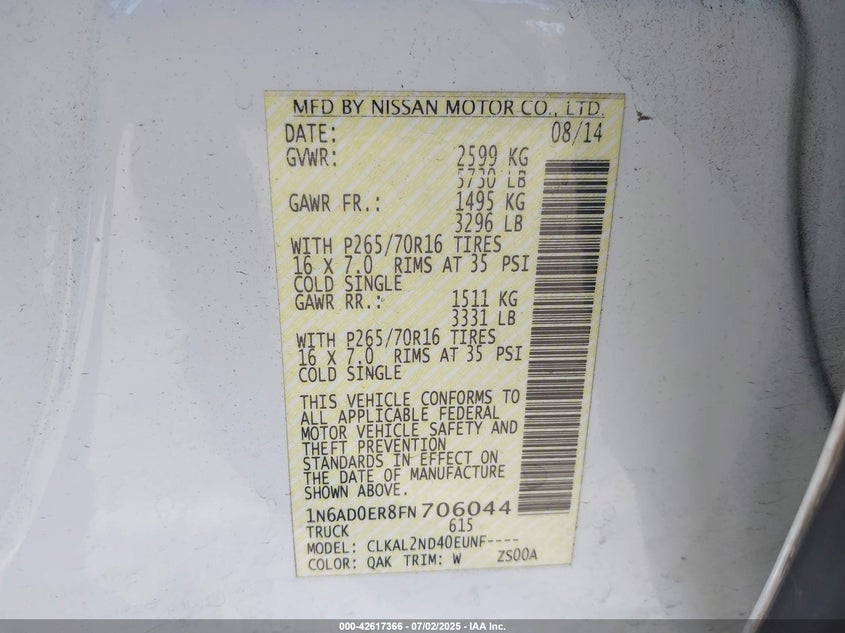 MFD BY NISSAN MOTOR CO., LTD.
DATE: 08/14
GVWR: 2599 KG
5730 LB
GAWR FR.: 1495 KG
3296 LB
WITH P265/70R16 TIRES
16 X 7.0 RIMS AT 35 PSI
COLD SINGLE
GAWR RR.: 1511 KG
3331 LB
WITH P265/70R16 TIRES
16 X 7.0 RIMS AT 35 PSI
COLD SINGLE
THIS VEHICLE CONFORMS TO
ALL APPLICABLE FEDERAL
MOTOR VEHICLE SAFETY AND
THEFT PREVENTION
STANDARDS IN EFFECT ON
THE DATE OF MANUFACTURE
SHOWN ABOVE.
1N6AD0ER8FN706044
TRUCK 615
MODEL: CLKAL2ND40EUNF----
COLOR: QAK TRIM: W ZS00A
000-42617366 - 07/02/2025 - IAA Inc.